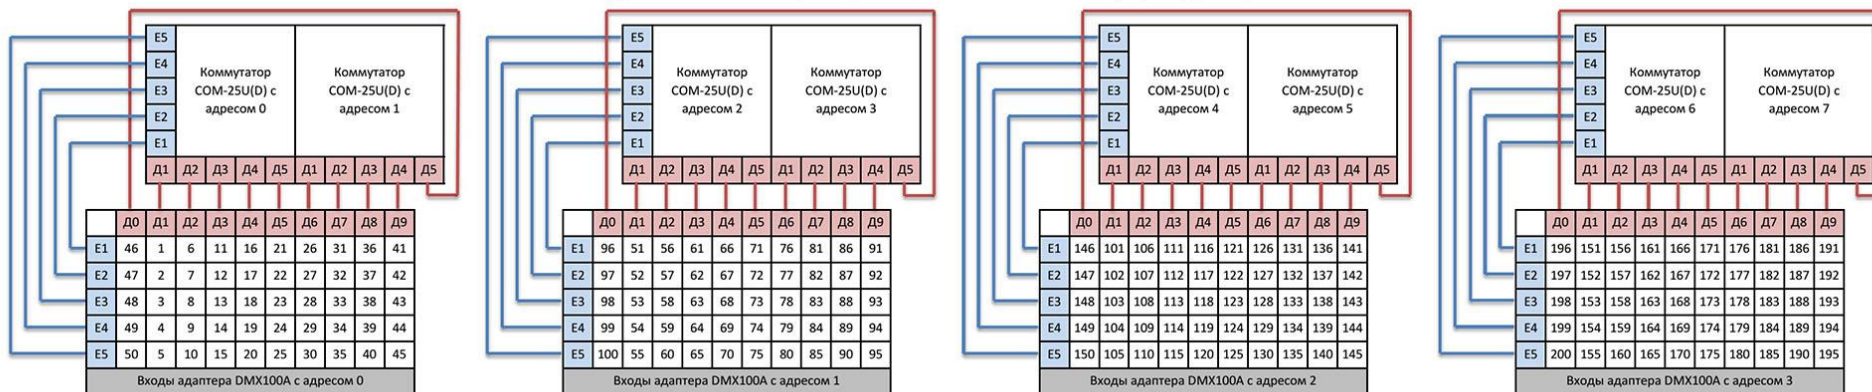 E5
E4
E3
E2
E1
Коммутатор
COM-25U(D) с
адресом 0
Коммутатор
COM-25U(D) с
адресом 1
Д1 Д2 Д3 Д4 Д5 Д1 Д2 Д3 Д4 Д5
Д0 Д1 Д2 Д3 Д4 Д5 Д6 Д7 Д8 Д9
E1 46 1 6 11 16 21 26 31 36 41
E2 47 2 7 12 17 22 27 32 37 42
E3 48 3 8 13 18 23 28 33 38 43
E4 49 4 9 14 19 24 29 34 39 44
E5 50 5 10 15 20 25 30 35 40 45
Входы адаптера DMX100A с адресом 0
E5
E4
E3
E2
E1
Коммутатор
COM-25U(D) с
адресом 2
Коммутатор
COM-25U(D) с
адресом 3
Д1 Д2 Д3 Д4 Д5 Д1 Д2 Д3 Д4 Д5
Д0 Д1 Д2 Д3 Д4 Д5 Д6 Д7 Д8 Д9
E1 96 51 56 61 66 71 76 81 86 91
E2 97 52 57 62 67 72 77 82 87 92
E3 98 53 58 63 68 73 78 83 88 93
E4 99 54 59 64 69 74 79 84 89 94
E5 100 55 60 65 70 75 80 85 90 95
Входы адаптера DMX100A с адресом 1
E5
E4
E3
E2
E1
Коммутатор
COM-25U(D) с
адресом 4
Коммутатор
COM-25U(D) с
адресом 5
Д1 Д2 Д3 Д4 Д5 Д1 Д2 Д3 Д4 Д5
Д0 Д1 Д2 Д3 Д4 Д5 Д6 Д7 Д8 Д9
E1 146 101 106 111 116 121 126 131 136 141
E2 147 102 107 112 117 122 127 132 137 142
E3 148 103 108 113 118 123 128 133 138 143
E4 149 104 109 114 119 124 129 134 139 144
E5 150 105 110 115 120 125 130 135 140 145
Входы адаптера DMX100A с адресом 2
E5
E4
E3
E2
E1
Коммутатор
COM-25U(D) с
адресом 6
Коммутатор
COM-25U(D) с
адресом 7
Д1 Д2 Д3 Д4 Д5 Д1 Д2 Д3 Д4 Д5
Д0 Д1 Д2 Д3 Д4 Д5 Д6 Д7 Д8 Д9
E1 196 151 156 161 166 171 176 181 186 191
E2 197 152 157 162 167 172 177 182 187 192
E3 198 153 158 163 168 173 178 183 188 193
E4 199 154 159 164 169 174 179 184 189 194
E5 200 155 160 165 170 175 180 185 190 195
Входы адаптера DMX100A с адресом 3